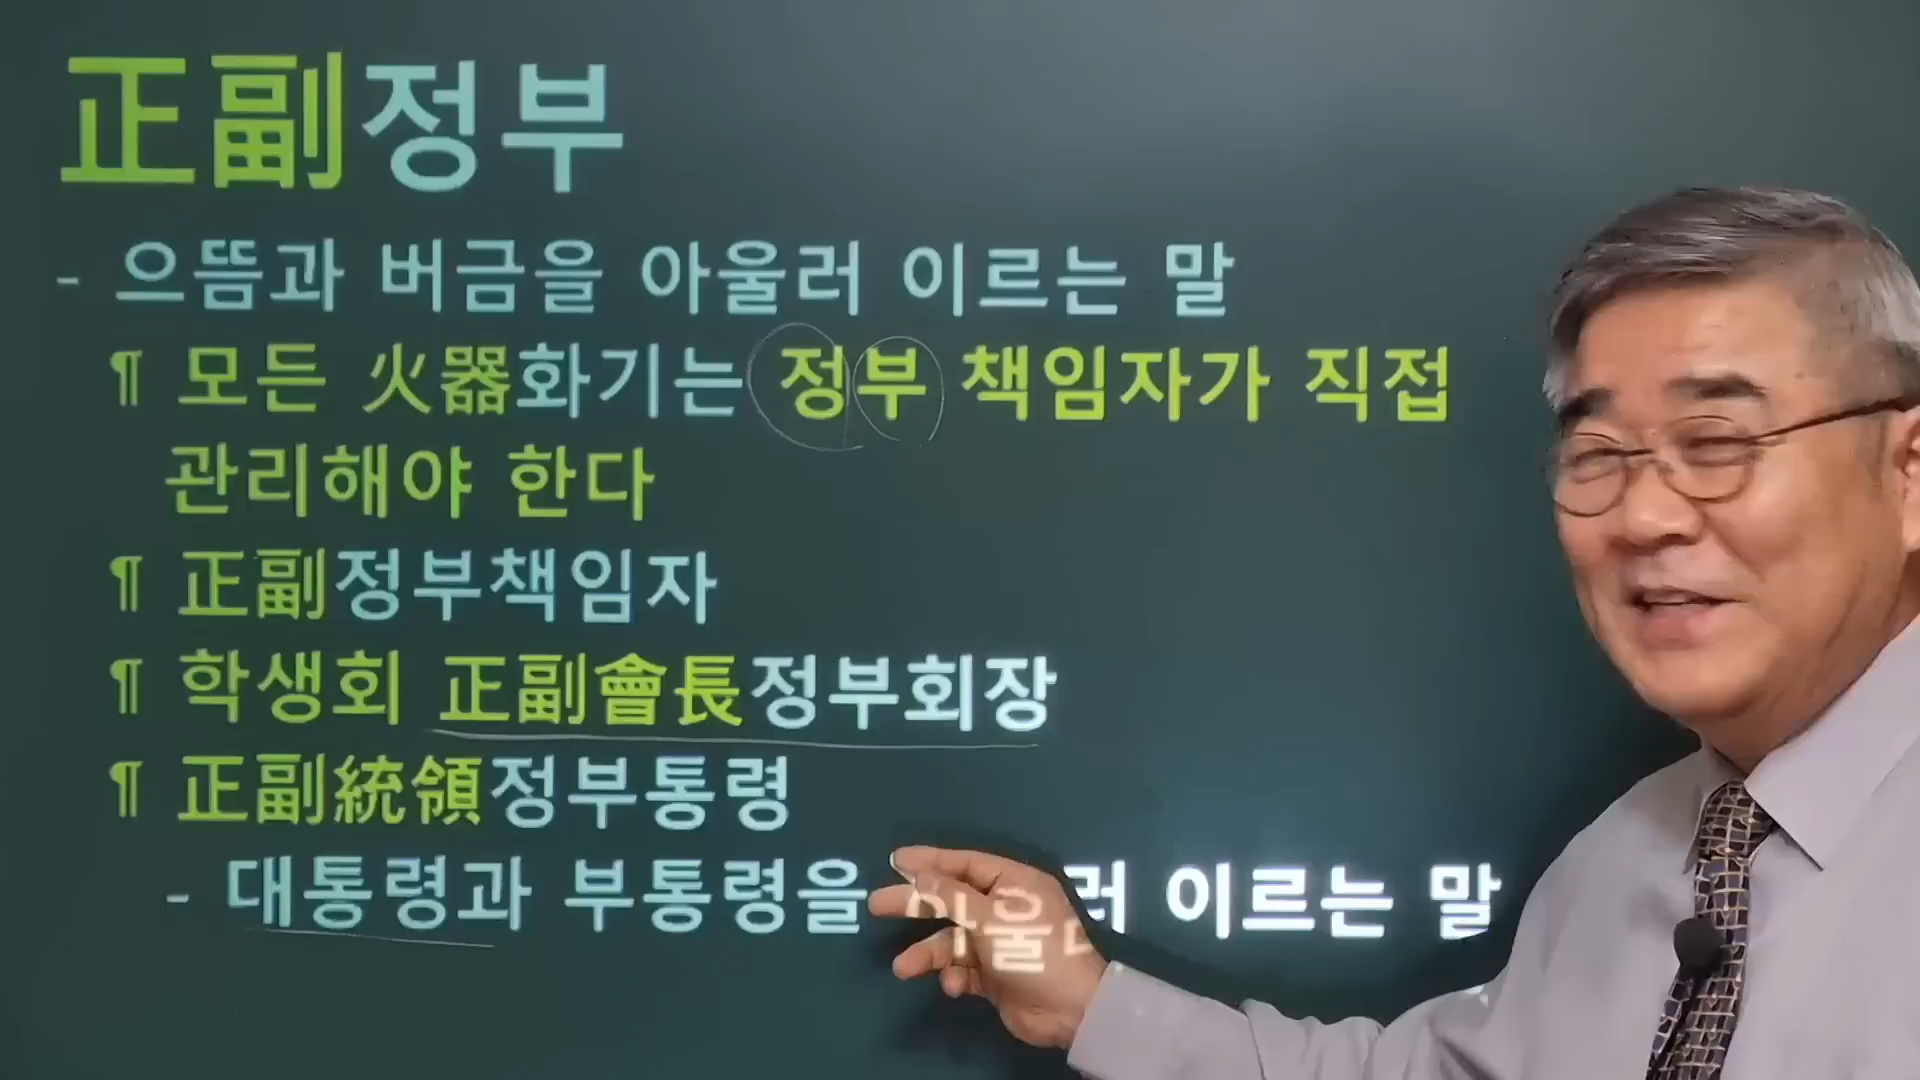 正副정부
- 으뜸과 버금을 아울러 이르는 말
¶ 모든 火器화기는 정부 책임자가 직접
관리해야 한다
¶ 正副정부책임자
¶ 학생회 正副會長정부회장
¶ 正副統領정부통령
- 대통령과 부통령을 아울러 이르는 말